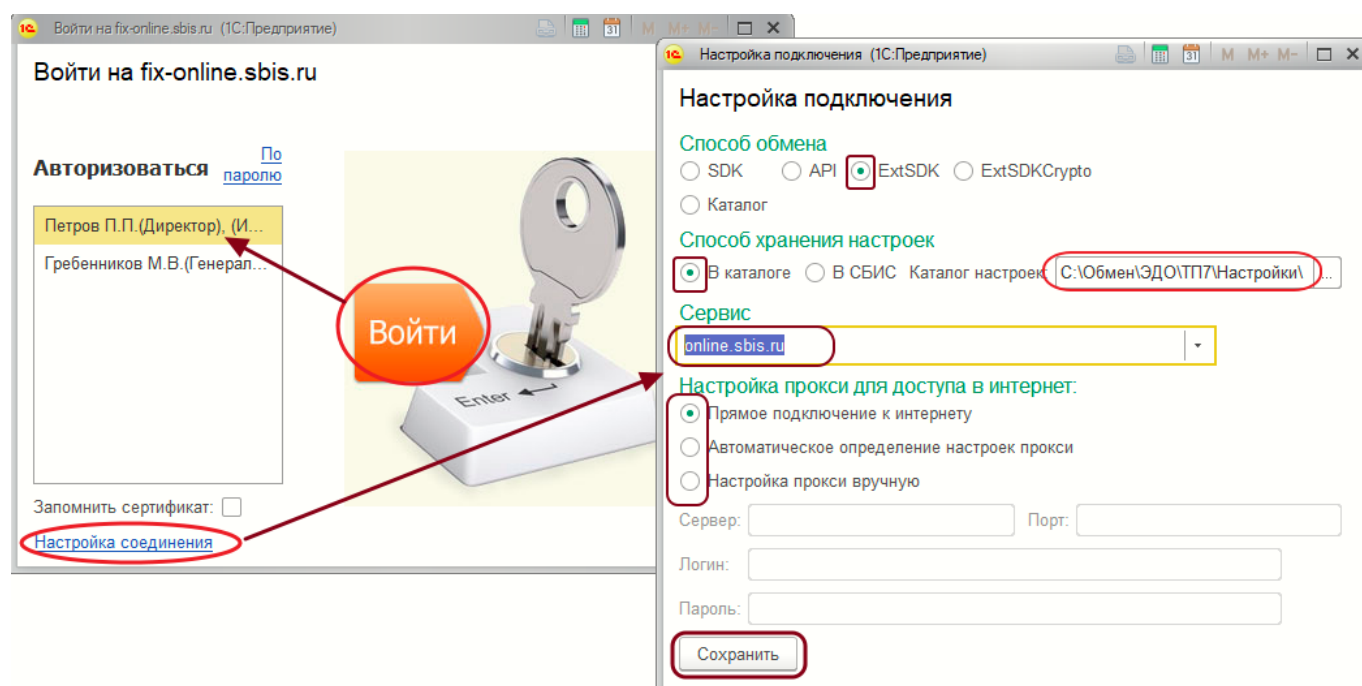 Войти на fix-online.sbis.ru (1С:Предприятие)
31 M M+ M-
Войти на fix-online.sbis.ru
Авторизоваться По паролю
Петров П.П.(Директор), (И...
Гребенников М.В.(Генерал...
Войти
Enter
Запомнить сертификат:
Настройка соединения
Настройка подключения (1С:Предприятие)
31 M M+ M-
Настройка подключения
Способ обмена
SDK API ExtSDK ExtSDKCrypto
Каталог
Способ хранения настроек
В каталоге В СБИС Каталог настроек: C:\Обмен\ЭДО\ТП7\Настройки\ ...
Сервис
online.sbis.ru
Настройка прокси для доступа в интернет:
Прямое подключение к интернету
Автоматическое определение настроек прокси
Настройка прокси вручную
Сервер: Порт:
Логин:
Пароль:
Сохранить